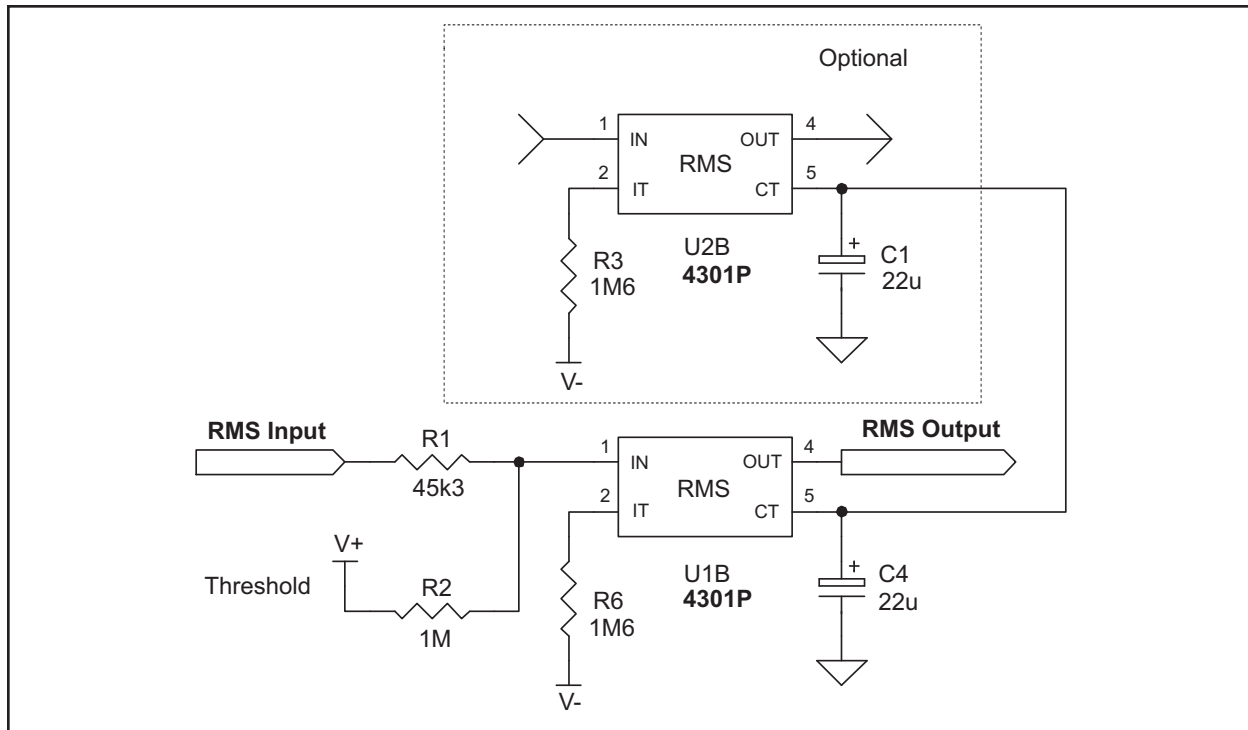 Optional
1
IN
OUT
4
RMS
2
IT
CT
5
U2B
4301P
R3
1M6
V-
+
C1
22u
RMS Input
R1
45k3
RMS Output
1
IN
OUT
4
RMS
2
IT
CT
5
V+
Threshold
R2
1M
U1B
4301P
R6
1M6
V-
+
C4
22u